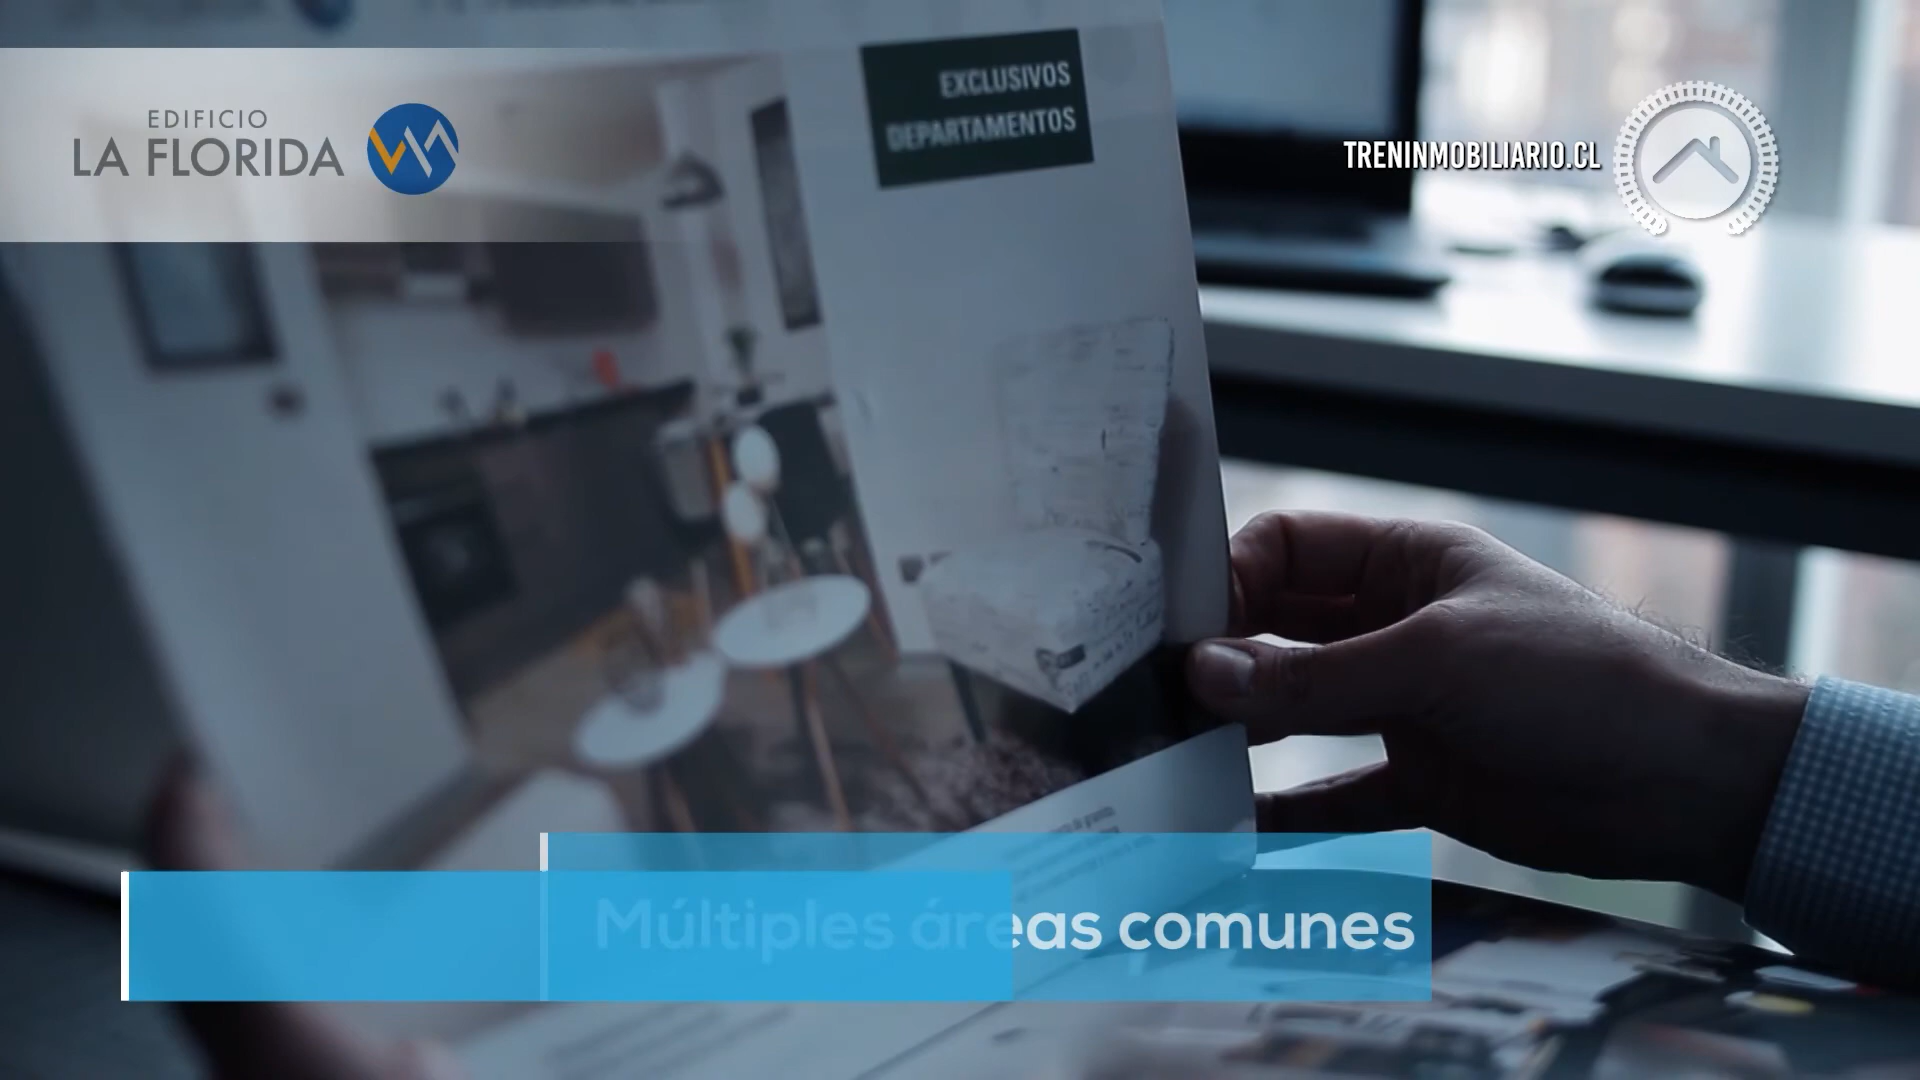 EXCLUSIVOS
DEPARTAMENTOS
EDIFICIO
LA FLORIDA
TRENINMOBILIARIO.CL
Múltiples áreas comunes